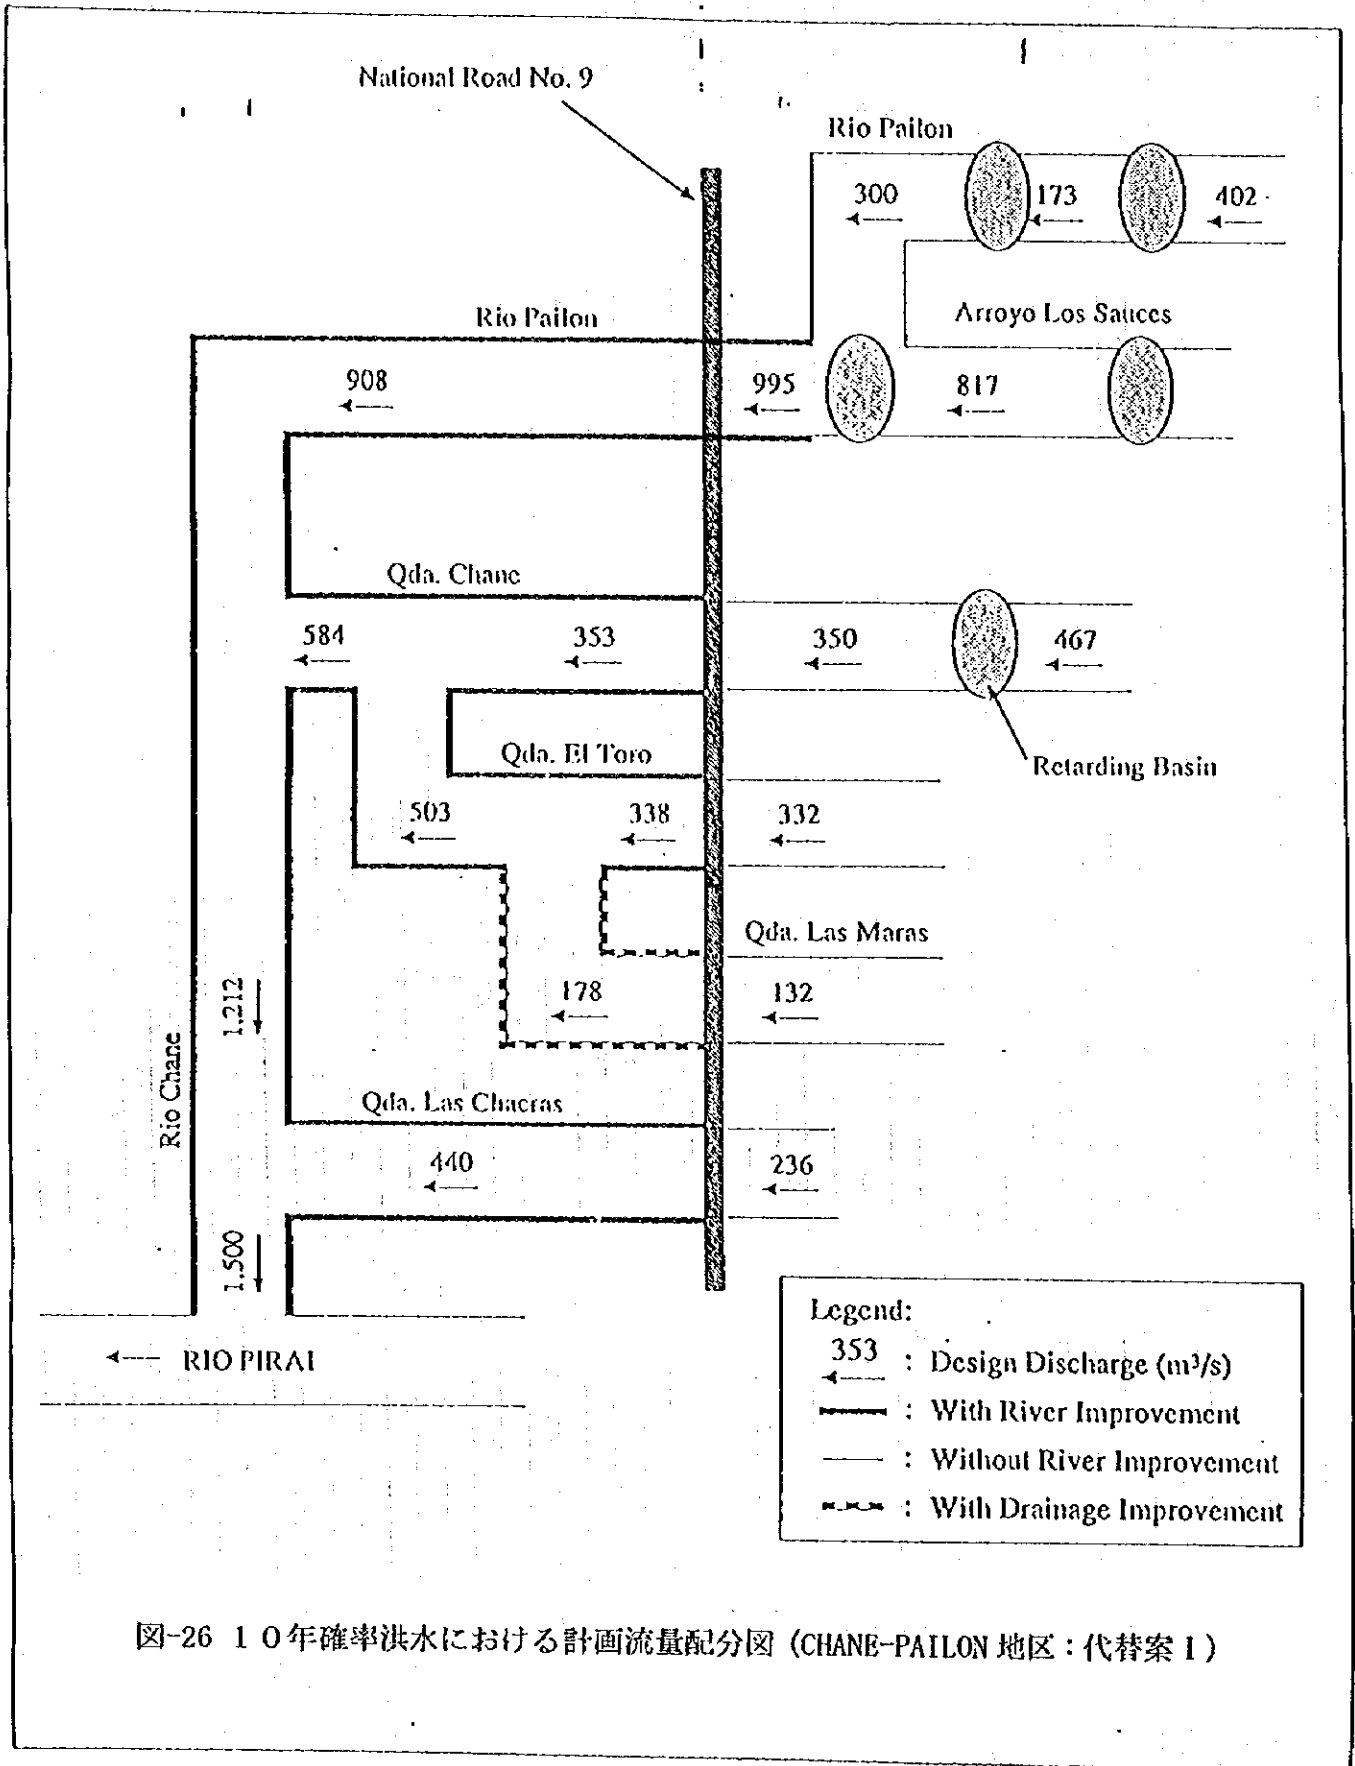 National Road No. 9
Rio Pailon
300
173
402
Arroyo Los Sauces
Rio Pailon
908
995
817
Qda. Chane
584
353
350
467
Qda. El Toro
Retarding Basin
503
338
332
Qda. Las Maras
178
132
1.212
Rio Chane
Qda. Las Chacras
440
236
1.500
RIO PIRAI
Legend:
353 : Design Discharge (m³/s)
: With River Improvement
: Without River Improvement
: With Drainage Improvement
図-26 10年確率洪水における計画流量配分図 (CHANE-PAILON 地区：代替案1)